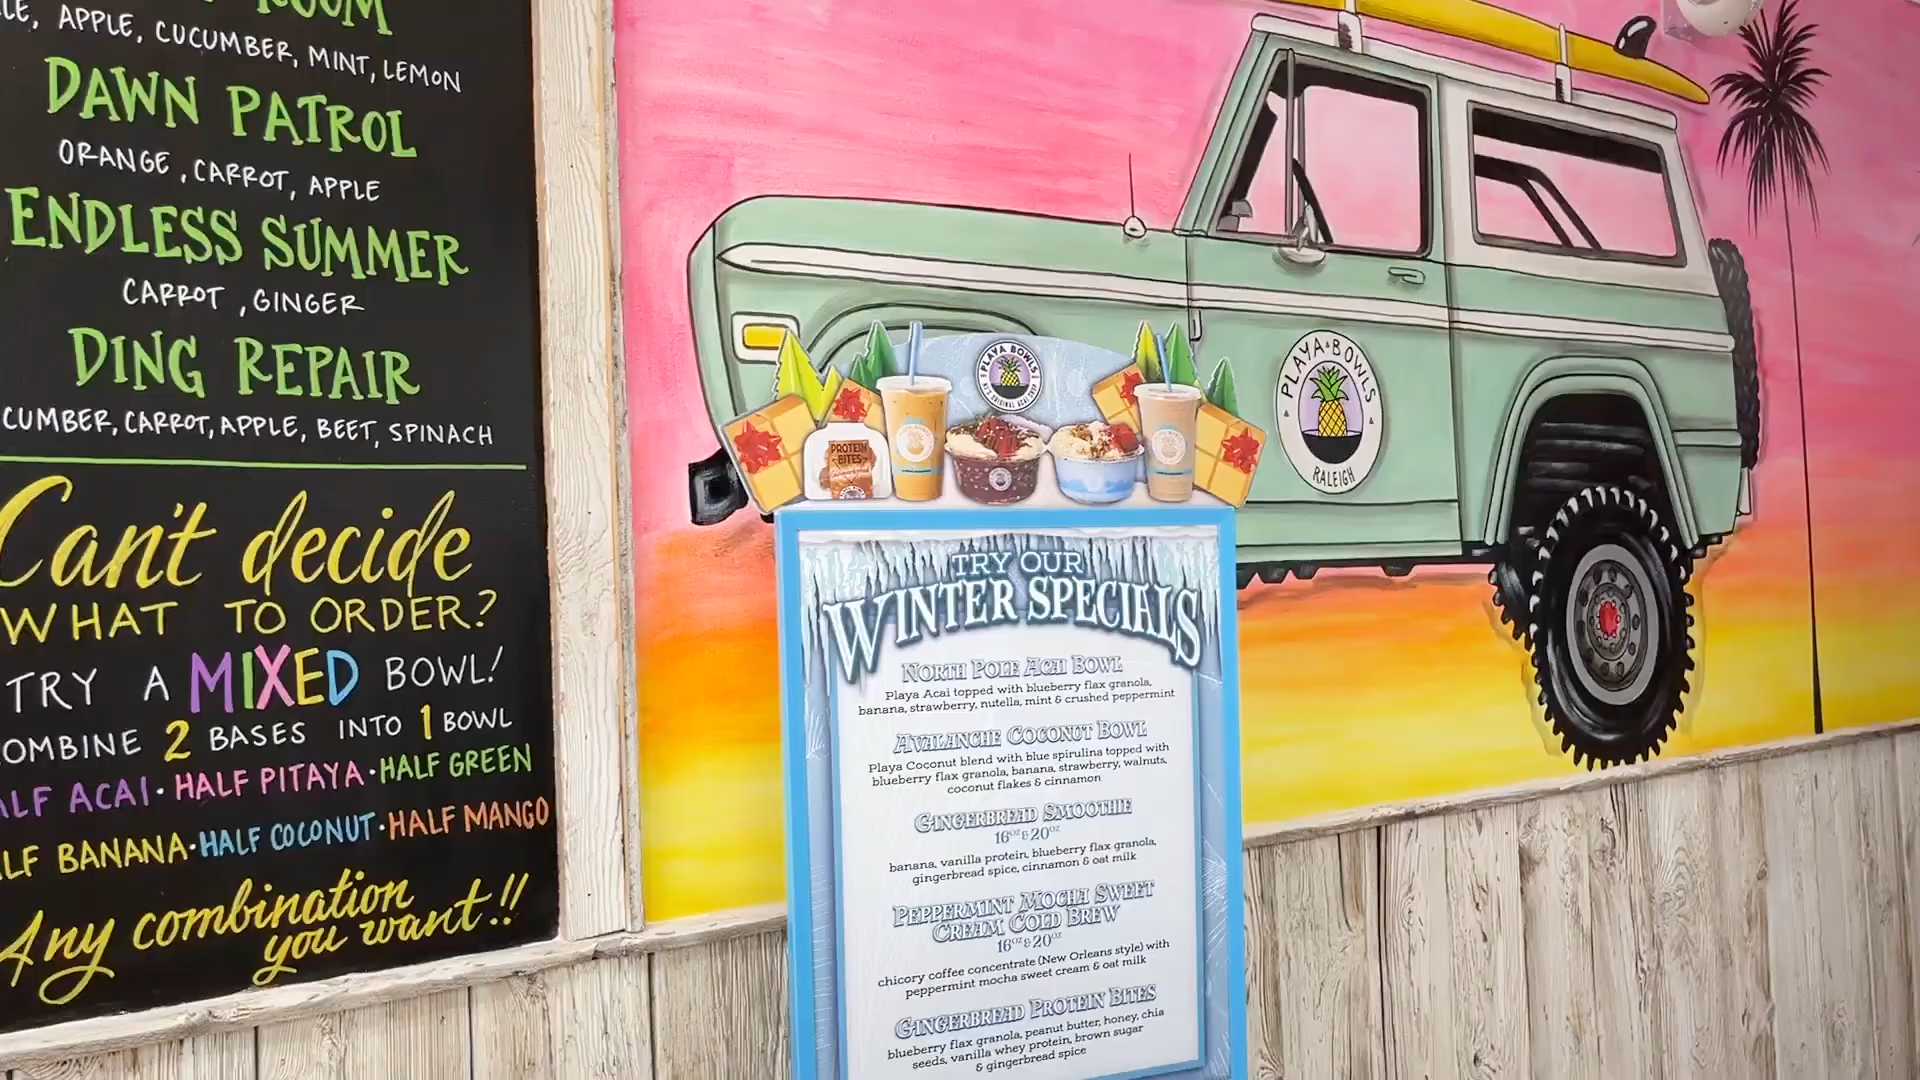 APPLE, CUCUMBER, MINT, LEMON
DAWN PATROL
ORANGE, CARROT, APPLE
ENDLESS SUMMER
CARROT, GINGER
DING REPAIR
CUMBER, CARROT, APPLE, BEET, SPINACH
Can't decide
WHAT TO ORDER?
TRY A MIXED BOWL!
OMBINE 2 BASES INTO 1 BOWL
ALF ACAI · HALF PITAYA · HALF GREEN
ALF BANANA · HALF COCONUT · HALF MANGO
Any combination
you want!!
PLAYA BOWLS
RALEIGH
PLAYA BOWLS
PROTEIN
BITES
TRY OUR
WINTER SPECIALS
NORTH POLE ACAI BOWL
Playa Acai topped with blueberry flax granola,
banana, strawberry, nutella, mint & crushed peppermint
AVALANCHE COCONUT BOWL
Playa Coconut blend with blue spirulina topped with
blueberry flax granola, banana, strawberry, walnuts,
coconut flakes & cinnamon
GINGERBREAD SMOOTHIE
16oz & 20oz
banana, vanilla protein, blueberry flax granola,
gingerbread spice, cinnamon & oat milk
PEPPERMINT MOCHA SWEET
CREAM COLD BREW
16oz & 20oz
chicory coffee concentrate (New Orleans style) with
peppermint mocha sweet cream & oat milk
GINGERBREAD PROTEIN BITES
blueberry flax granola, peanut butter, honey, chia
seeds, vanilla whey protein, brown sugar
& gingerbread spice